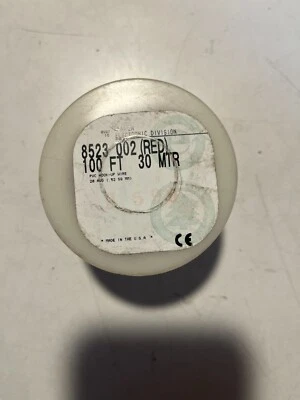 ELECTRONIC DIVISION
8523 002 (RED)
100 FT 30 MTR
PVC HOOK-UP WIRE
* MADE IN THE U.S.A. *
CE